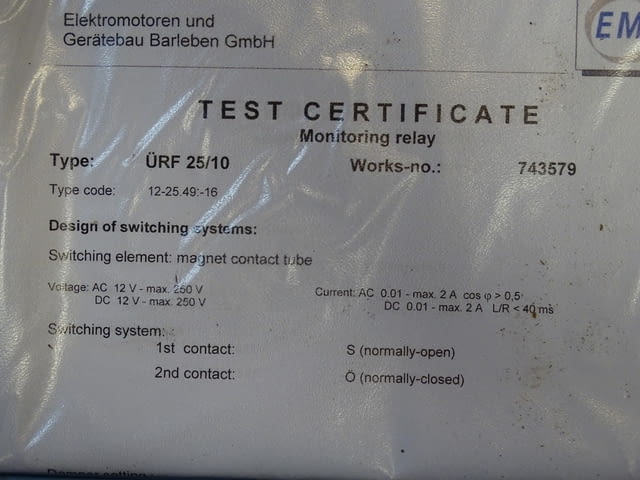 Elektromotoren und
Gerätebau Barleben GmbH
EM
TEST CERTIFICATE
Monitoring relay
Type: ÜRF 25/10 Works-no.: 743579
Type code: 12-25.49:-16
Design of switching systems:
Switching element: magnet contact tube
Voltage: AC 12 V - max. 250 V Current: AC 0.01 - max. 2 A cos φ > 0,5
DC 12 V - max. 250 V DC 0.01 - max. 2 A L/R < 40 ms
Switching system:
1st contact: S (normally-open)
2nd contact: Ö (normally-closed)